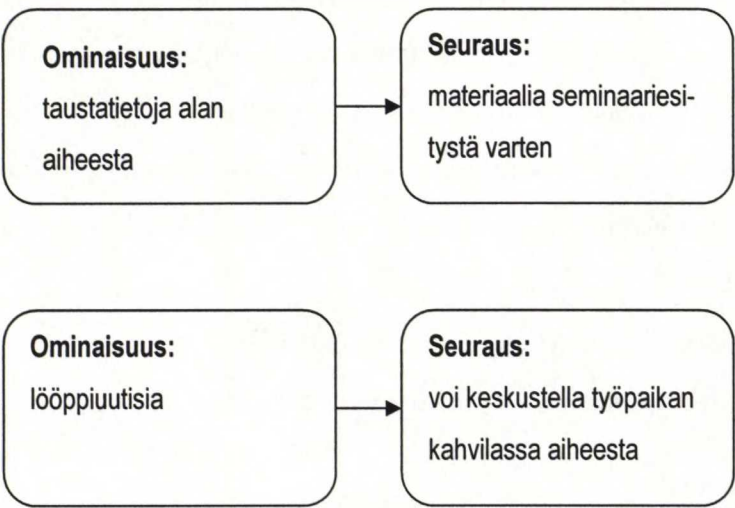 Ominaisuus:
taustatietoja alan
aiheesta
Seuraus:
materiaalia seminaariesi-
tystä varten
Ominaisuus:
lööppiuutisia
Seuraus:
voi keskustella työpaikan
kahvilassa aiheesta